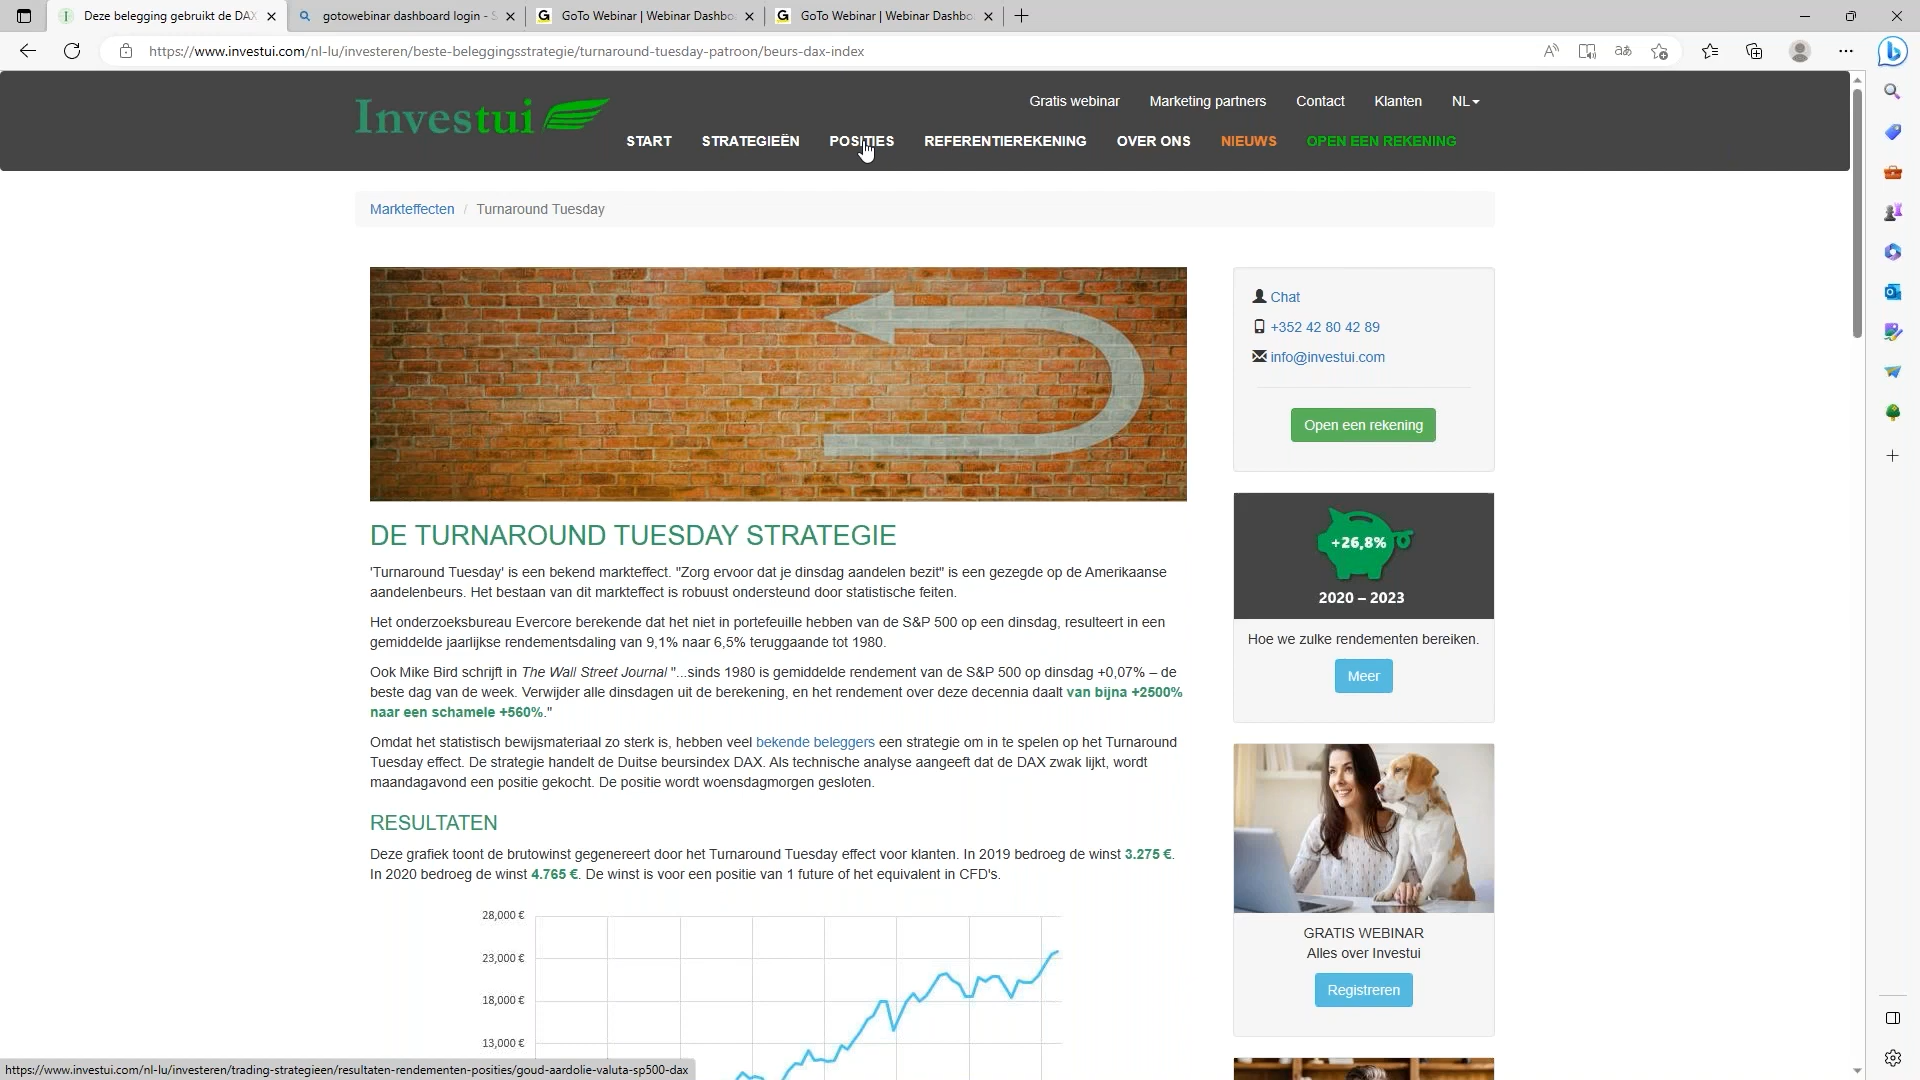 Deze belegging gebruikt de DAX
gotowebinar dashboard login - S
GoTo Webinar | Webinar Dashbo
GoTo Webinar | Webinar Dashbo
https://www.investui.com/nl-lu/investeren/beste-beleggingsstrategie/turnaround-tuesday-patroon/beurs-dax-index
Investui
Gratis webinar
Marketing partners
Contact
Klanten
NL
START
STRATEGIEËN
POSITIES
REFERENTIEREKENING
OVER ONS
NIEUWS
OPEN EEN REKENING
Markteffecten / Turnaround Tuesday
DE TURNAROUND TUESDAY STRATEGIE
'Turnaround Tuesday' is een bekend markteffect. "Zorg ervoor dat je dinsdag aandelen bezit" is een gezegde op de Amerikaanse
aandelenbeurs. Het bestaan van dit markteffect is robuust ondersteund door statistische feiten.
Het onderzoeksbureau Evercore berekende dat het niet in portefeuille hebben van de S&P 500 op een dinsdag, resulteert in een
gemiddelde jaarlijkse rendementsdaling van 9,1% naar 6,5% teruggaande tot 1980.
Ook Mike Bird schrijft in The Wall Street Journal "...sinds 1980 is gemiddelde rendement van de S&P 500 op dinsdag +0,07% – de
beste dag van de week. Verwijder alle dinsdagen uit de berekening, en het rendement over deze decennia daalt van bijna +2500%
naar een schamele +560%."
Omdat het statistisch bewijsmateriaal zo sterk is, hebben veel bekende beleggers een strategie om in te spelen op het Turnaround
Tuesday effect. De strategie handelt de Duitse beursindex DAX. Als technische analyse aangeeft dat de DAX zwak lijkt, wordt
maandagavond een positie gekocht. De positie wordt woensdagmorgen gesloten.
RESULTATEN
Deze grafiek toont de brutowinst gegenereert door het Turnaround Tuesday effect voor klanten. In 2019 bedroeg de winst 3.275 €.
In 2020 bedroeg de winst 4.765 €. De winst is voor een positie van 1 future of het equivalent in CFD's.
28,000 €
23,000 €
18,000 €
13,000 €
Chat
+352 42 80 42 89
info@investui.com
Open een rekening
+26,8%
2020 – 2023
Hoe we zulke rendementen bereiken.
Meer
GRATIS WEBINAR
Alles over Investui
Registreren
https://www.investui.com/nl-lu/investeren/trading-strategieen/resultaten-rendementen-posities/goud-aardolie-valuta-sp500-dax